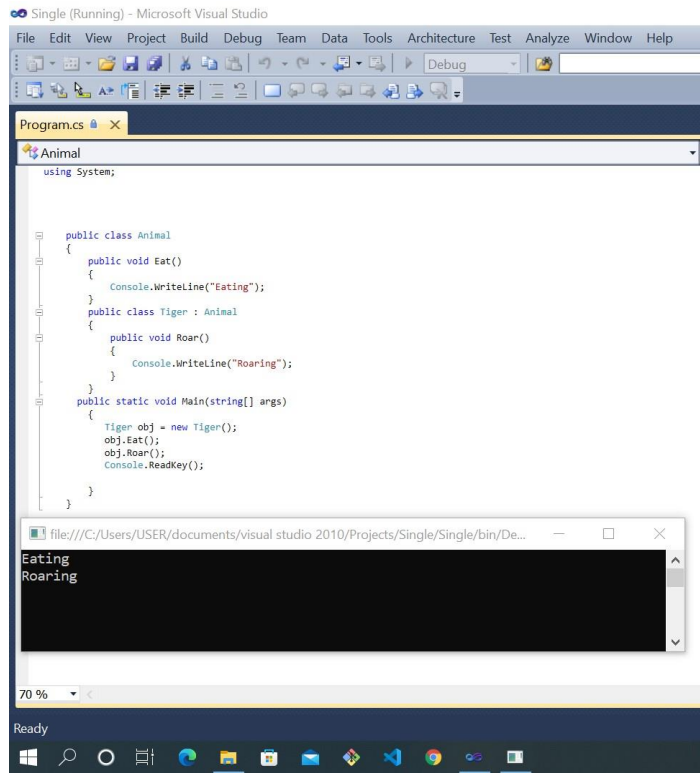 Single (Running) - Microsoft Visual Studio
File Edit View Project Build Debug Team Data Tools Architecture Test Analyze Window Help
Debug
Program.cs
Animal
using System;
public class Animal
{
public void Eat()
{
Console.WriteLine("Eating");
}
public class Tiger : Animal
{
public void Roar()
{
Console.WriteLine("Roaring");
}
}
public static void Main(string[] args)
{
Tiger obj = new Tiger();
obj.Eat();
obj.Roar();
Console.ReadKey();
}
}
file:///C:/Users/USER/documents/visual studio 2010/Projects/Single/Single/bin/De...
Eating
Roaring
70 %
Ready